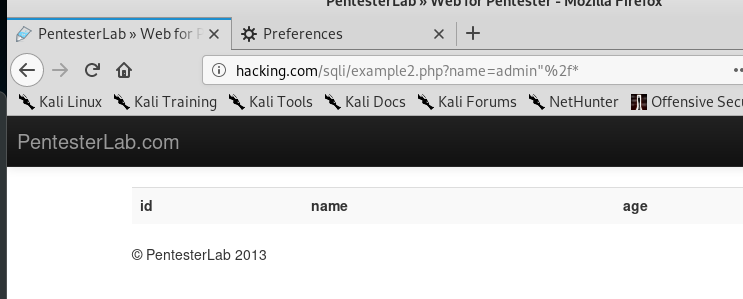 PentesterLab » Web for Pentester - Mozilla Firefox
PentesterLab » Web for P Preferences
hacking.com/sqli/example2.php?name=admin"%2f*
Kali Linux Kali Training Kali Tools Kali Docs Kali Forums NetHunter Offensive Secu
PentesterLab.com
id name age
© PentesterLab 2013